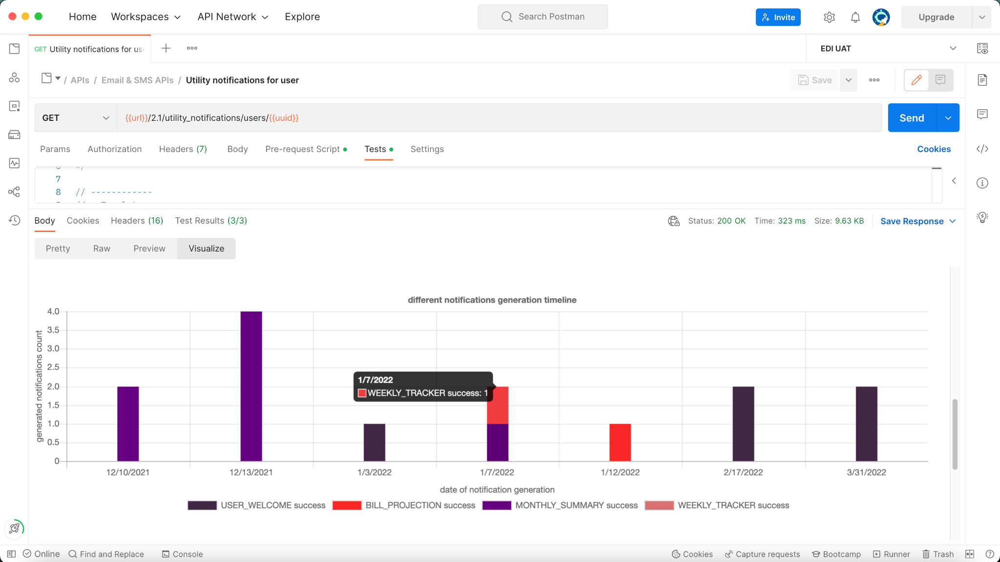 Home Workspaces API Network Explore Search Postman Invite Upgrade
GET Utility notifications for use EDI UAT
/ APIs / Email & SMS APIs / Utility notifications for user Save
GET {{url}}/2.1/utility_notifications/users/{{uuid}} Send
Params Authorization Headers (7) Body Pre-request Script Tests Settings Cookies
7
8 // ------------
Body Cookies Headers (16) Test Results (3/3) Status: 200 OK Time: 323 ms Size: 9.63 KB Save Response
Pretty Raw Preview Visualize
different notifications generation timeline
generated notifications count
4.0
3.5
3.0
2.5
2.0
1.5
1.0
0.5
0
1/7/2022
WEEKLY_TRACKER success: 1
12/10/2021 12/13/2021 1/3/2022 1/7/2022 1/12/2022 2/17/2022 3/31/2022
date of notification generation
USER_WELCOME success BILL_PROJECTION success MONTHLY_SUMMARY success WEEKLY_TRACKER success
Online Find and Replace Console Cookies Capture requests Bootcamp Runner Trash